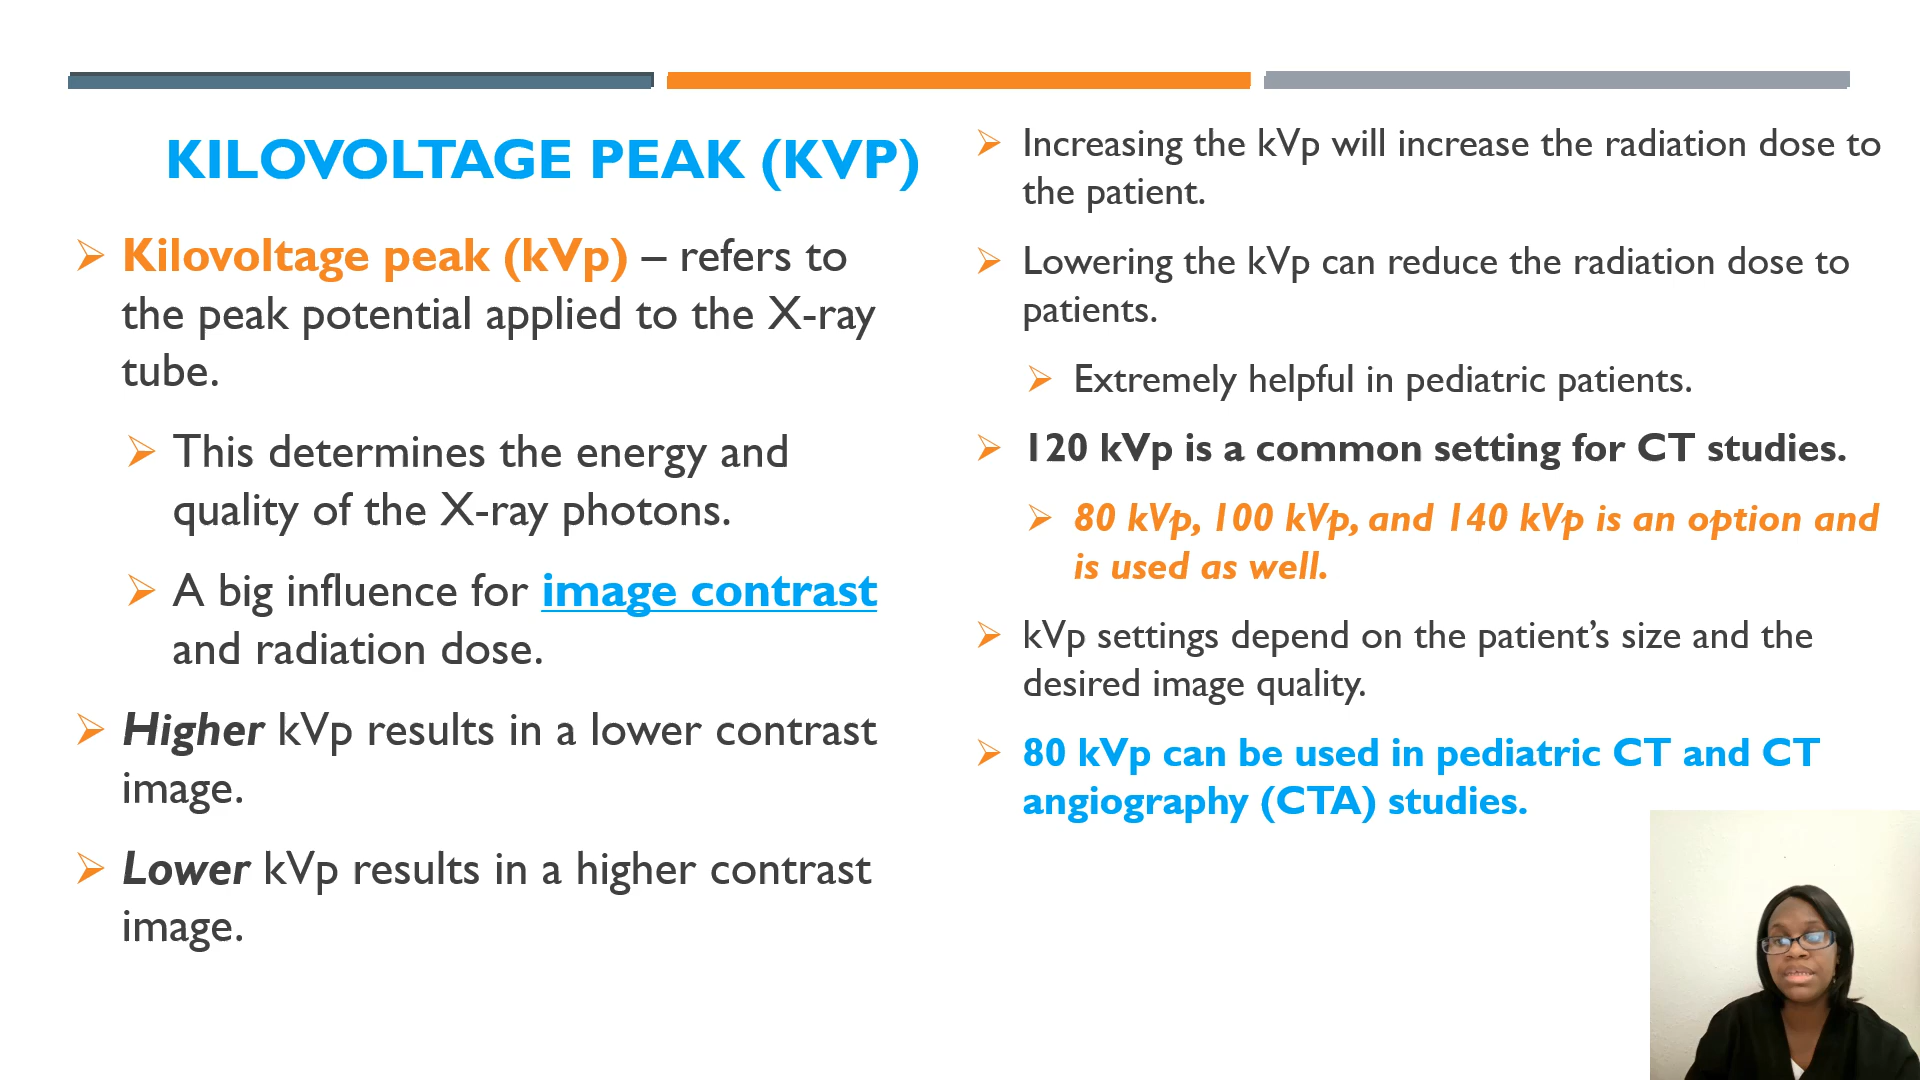 KILOVOLTAGE PEAK (KVP)
Kilovoltage peak (kVp) – refers to
the peak potential applied to the X-ray
tube.
This determines the energy and
quality of the X-ray photons.
A big influence for image contrast
and radiation dose.
Higher kVp results in a lower contrast
image.
Lower kVp results in a higher contrast
image.
Increasing the kVp will increase the radiation dose to
the patient.
Lowering the kVp can reduce the radiation dose to
patients.
Extremely helpful in pediatric patients.
120 kVp is a common setting for CT studies.
80 kVp, 100 kVp, and 140 kVp is an option and
is used as well.
kVp settings depend on the patient’s size and the
desired image quality.
80 kVp can be used in pediatric CT and CT
angiography (CTA) studies.